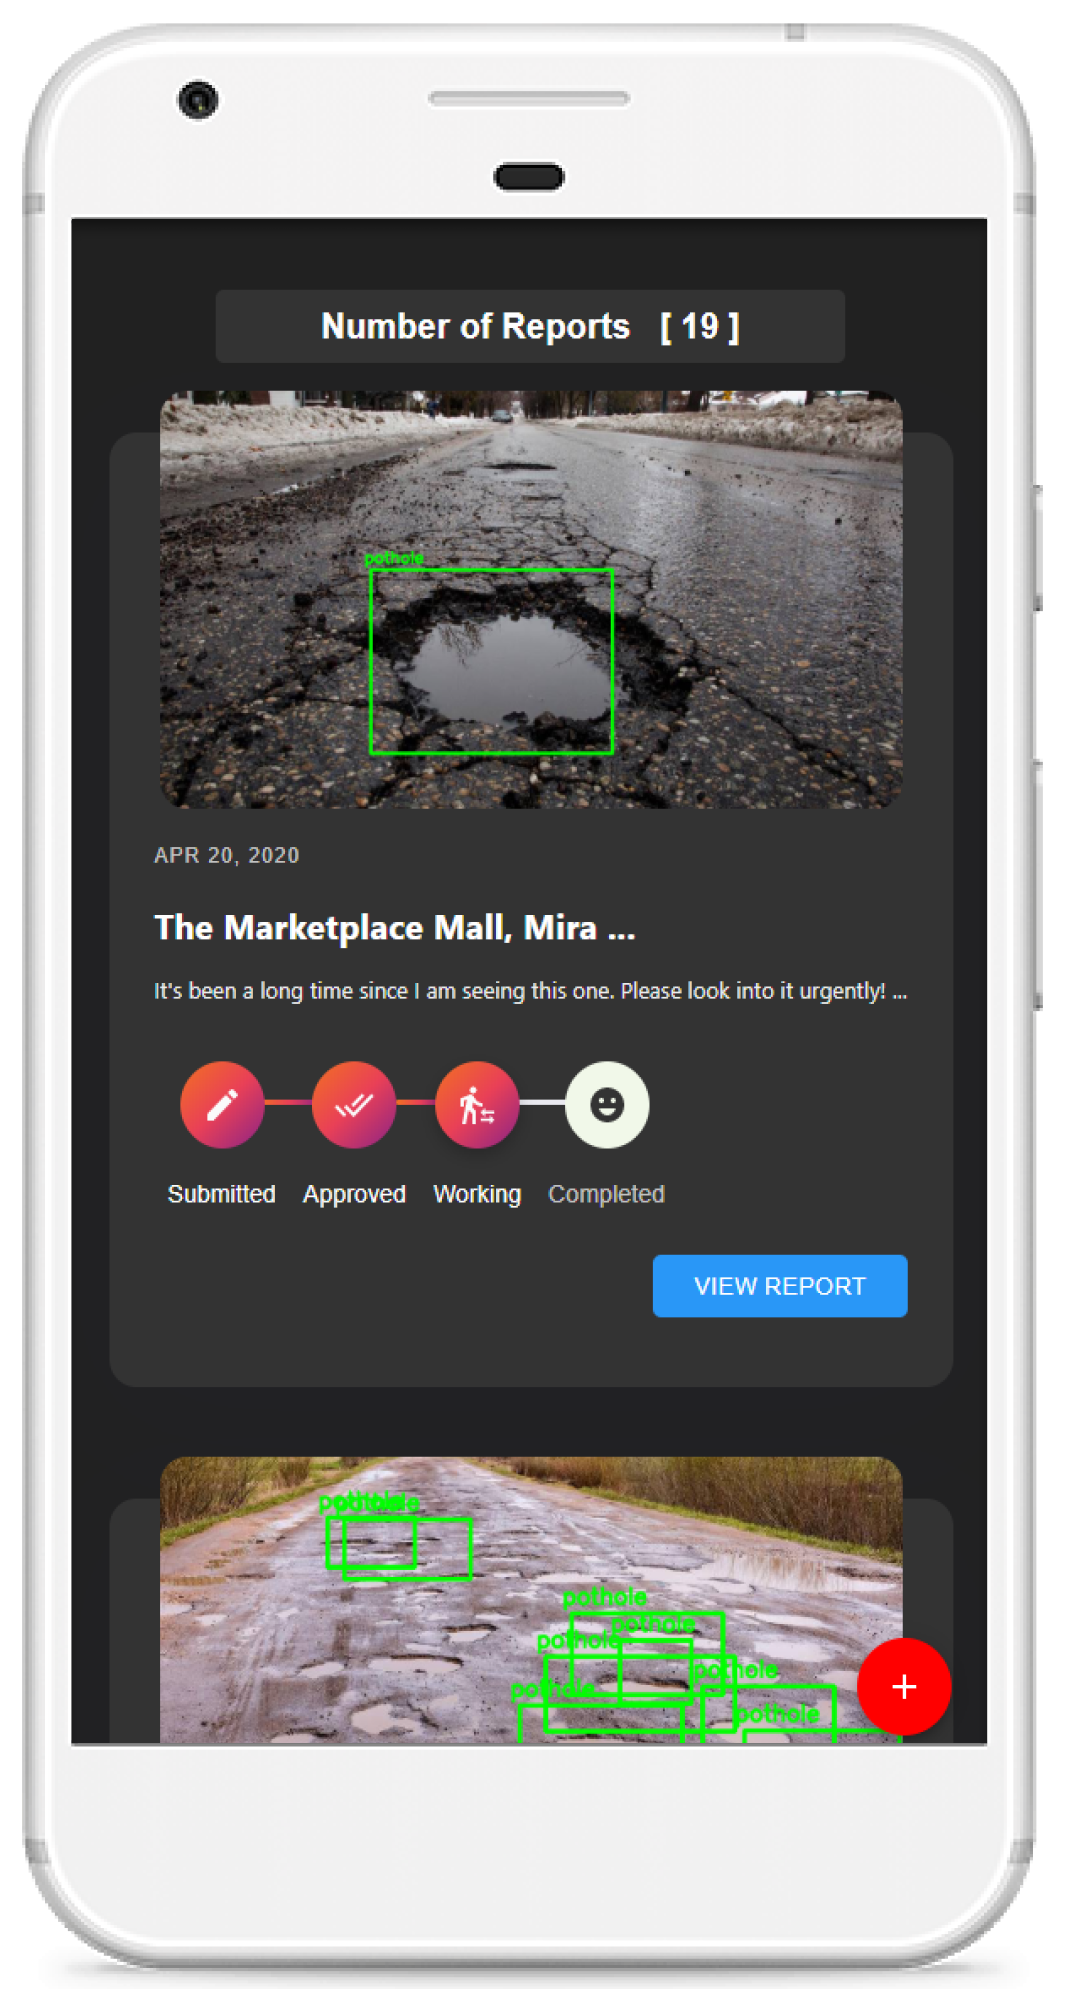 Number of Reports [ 19 ]
pothole
APR 20, 2020
The Marketplace Mall, Mira ...
It's been a long time since I am seeing this one. Please look into it urgently! ...
Submitted Approved Working Completed
VIEW REPORT
pothole
pothole
pothole
pothole
pothole
pothole
pothole
pothole